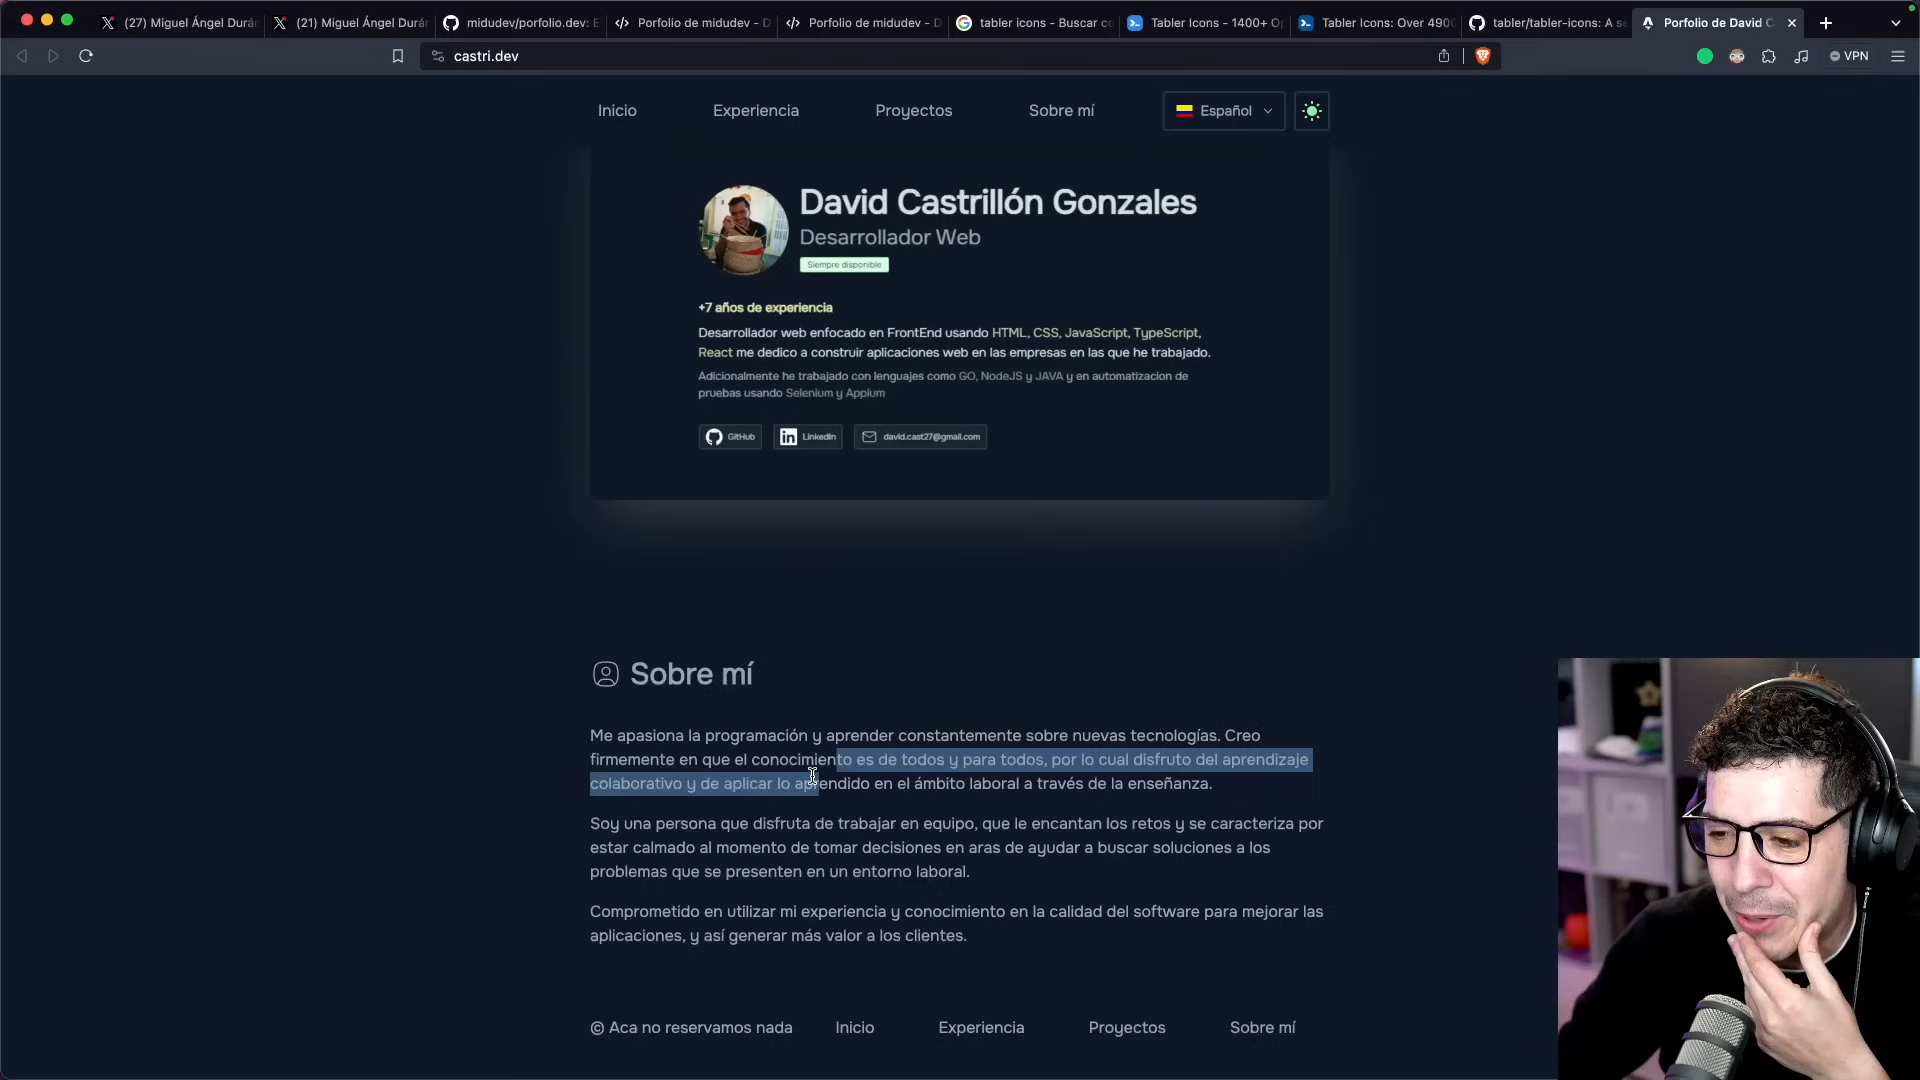 (27) Miguel Ángel Durán
(21) Miguel Ángel Durán
midudev/porfolio.dev: E
Porfolio de midudev - D
Porfolio de midudev - D
tabler icons - Buscar co
Tabler Icons - 1400+ Op
Tabler Icons: Over 4900
tabler/tabler-icons: A se
Porfolio de David C
castri.dev
VPN
Inicio
Experiencia
Proyectos
Sobre mí
Español
David Castrillón Gonzales
Desarrollador Web
Siempre disponible
+7 años de experiencia
Desarrollador web enfocado en FrontEnd usando HTML, CSS, JavaScript, TypeScript,
React me dedico a construir aplicaciones web en las empresas en las que he trabajado.
Adicionalmente he trabajado con lenguajes como GO, NodeJS y JAVA y en automatizacion de
pruebas usando Selenium y Appium
GitHub
LinkedIn
david.cast27@gmail.com
Sobre mí
Me apasiona la programación y aprender constantemente sobre nuevas tecnologías. Creo
firmemente en que el conocimiento es de todos y para todos, por lo cual disfruto del aprendizaje
colaborativo y de aplicar lo aprendido en el ámbito laboral a través de la enseñanza.
Soy una persona que disfruta de trabajar en equipo, que le encantan los retos y se caracteriza por
estar calmado al momento de tomar decisiones en aras de ayudar a buscar soluciones a los
problemas que se presenten en un entorno laboral.
Comprometido en utilizar mi experiencia y conocimiento en la calidad del software para mejorar las
aplicaciones, y así generar más valor a los clientes.
© Aca no reservamos nada
Inicio
Experiencia
Proyectos
Sobre mí